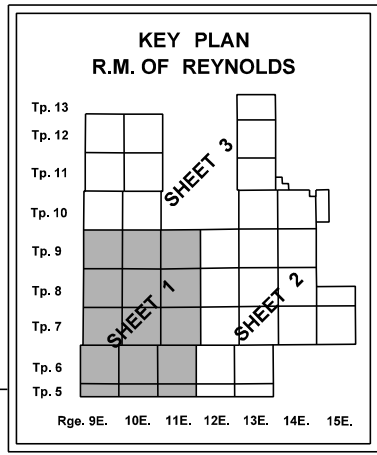 KEY PLAN
R.M. OF REYNOLDS
Tp. 13
Tp. 12
Tp. 11
SHEET 3
Tp. 10
Tp. 9
Tp. 8
SHEET 1
SHEET 2
Tp. 7
Tp. 6
Tp. 5
Rge. 9E. 10E. 11E. 12E. 13E. 14E. 15E.